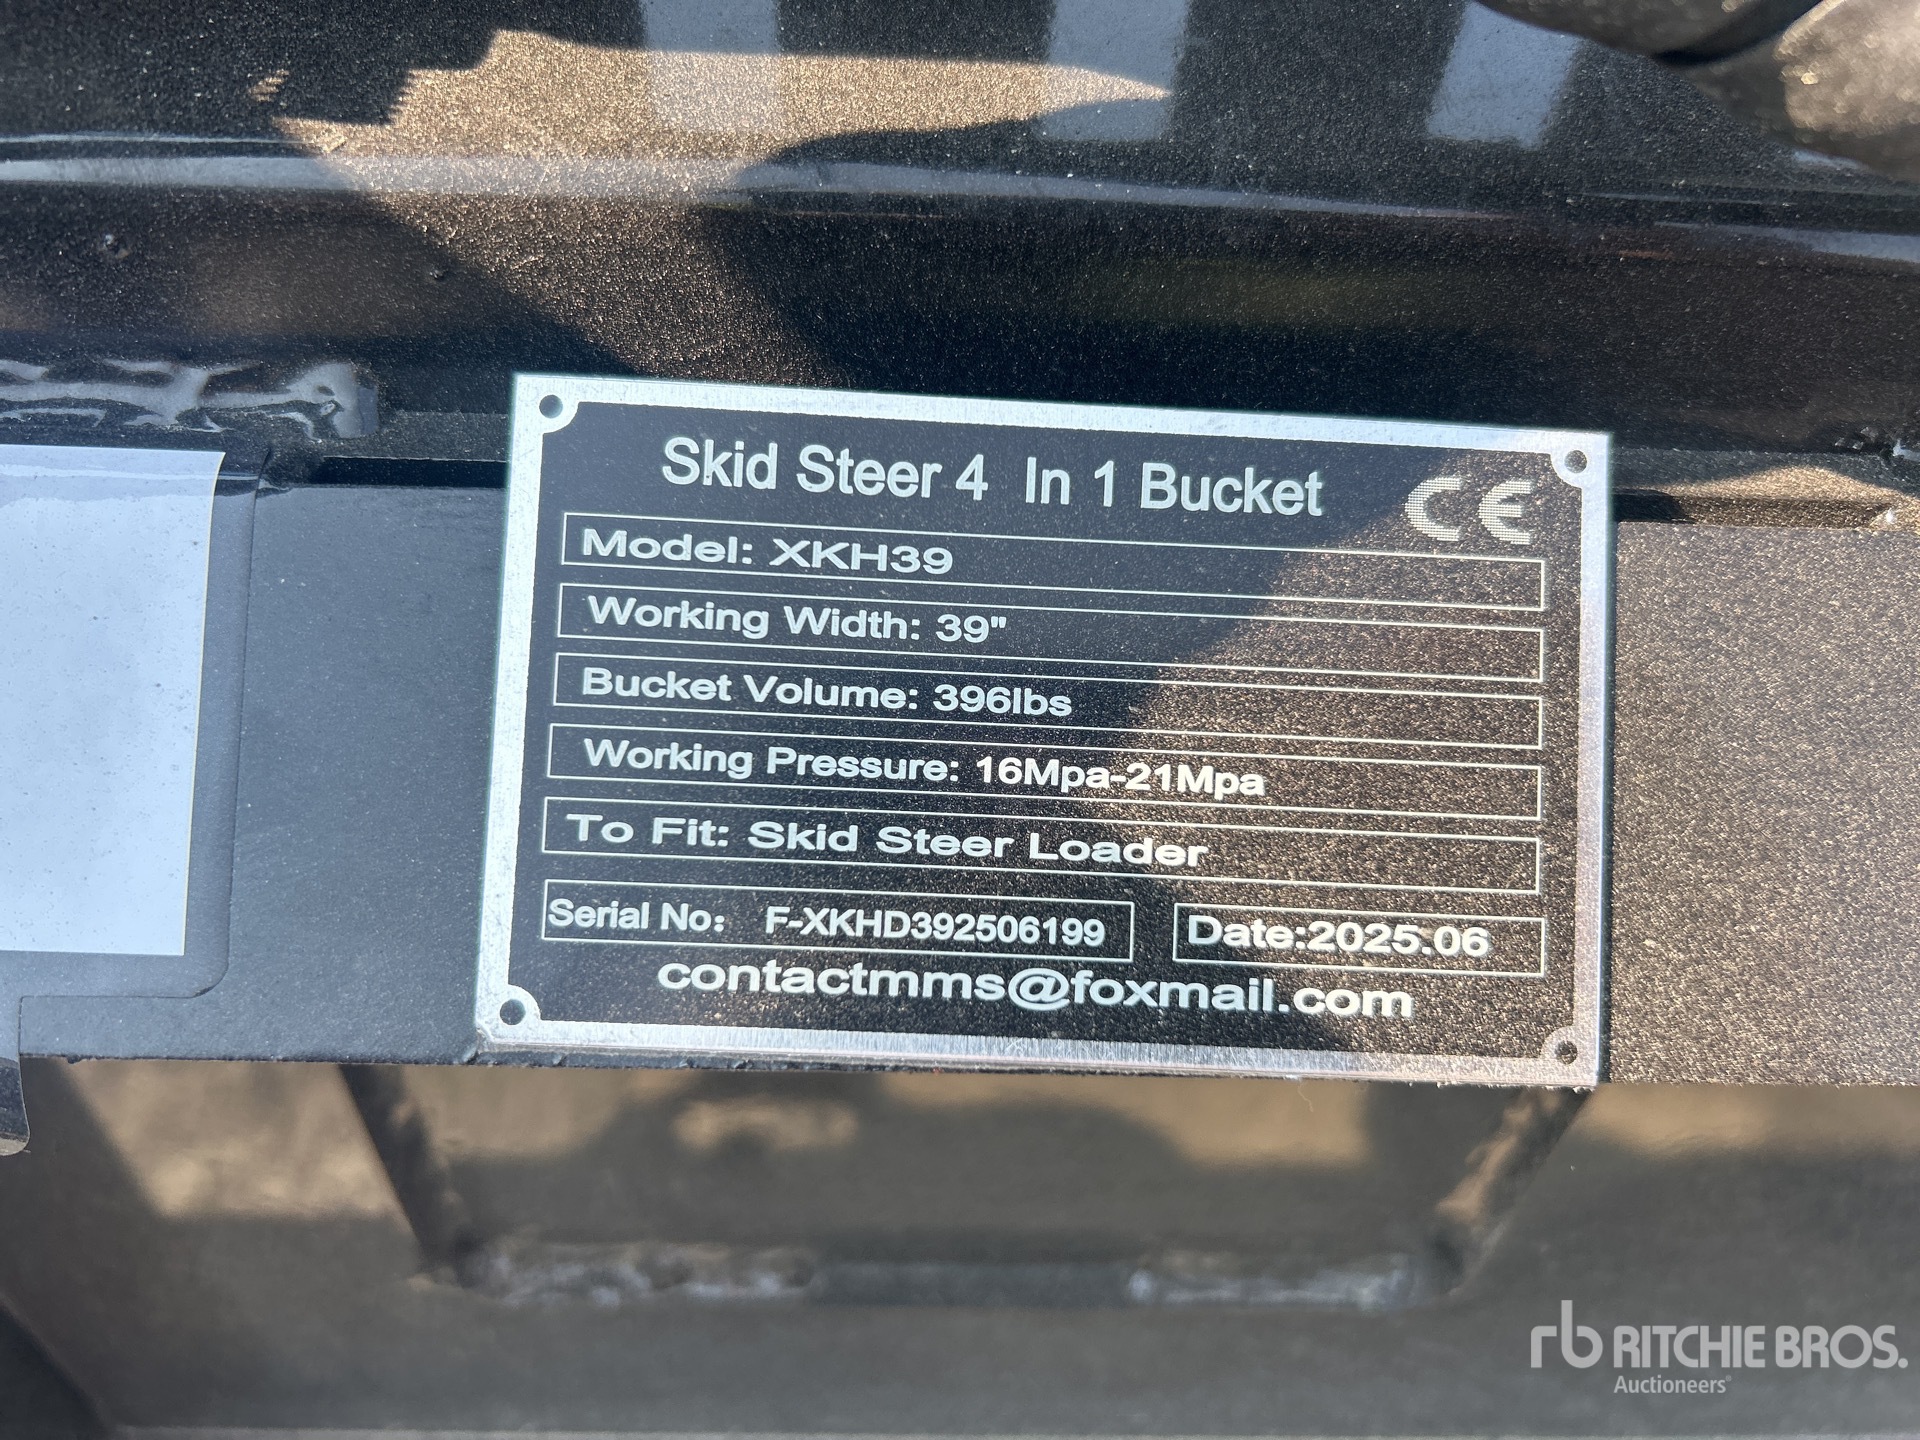 Skid Steer 4 In 1 Bucket
CE
Model: XKH39
Working Width: 39"
Bucket Volume: 396lbs
Working Pressure: 16Mpa-21Mpa
To Fit: Skid Steer Loader
Serial No: F-XKHD392506199
Date:2025.06
contactmms@foxmail.com
rb RITCHIE BROS.
Auctioneers